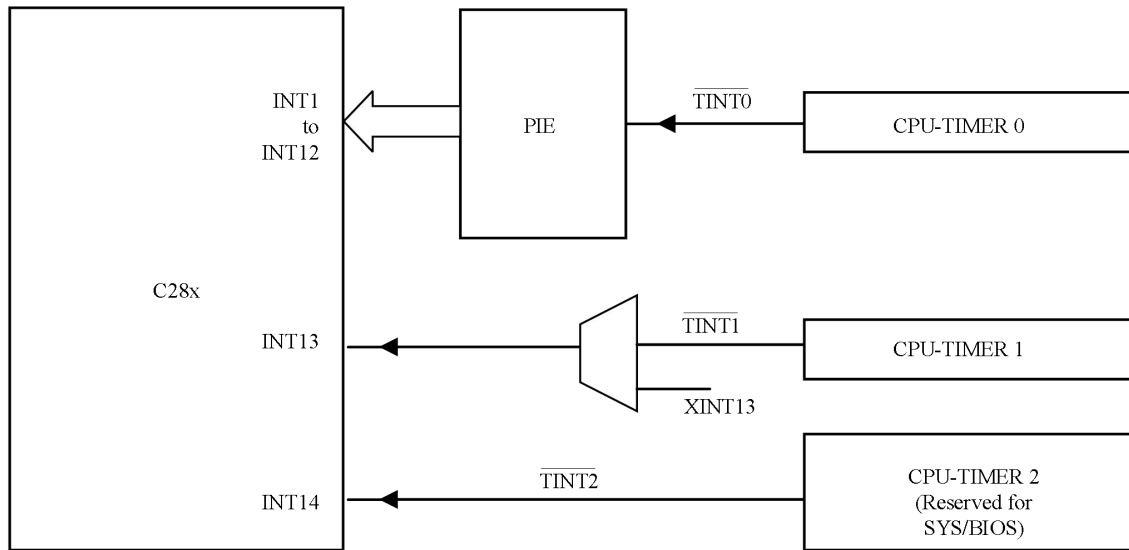 INT1
to
INT12
PIE
TINT0
CPU-TIMER 0
C28x
INT13
TINT1
CPU-TIMER 1
XINT13
INT14
TINT2
CPU-TIMER 2
(Reserved for
SYS/BIOS)